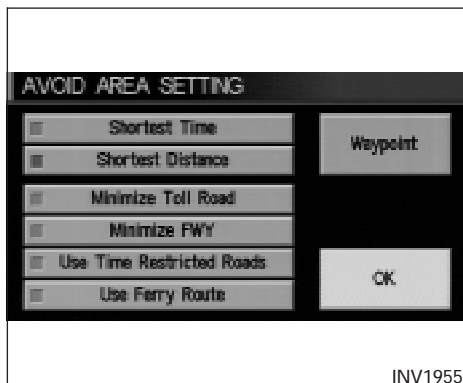 AVOID AREA SETTING
Shortest Time
Shortest Distance
Waypoint
Minimize Toll Road
Minimize FWY
Use Time Restricted Roads
Use Ferry Route
OK
INV1955